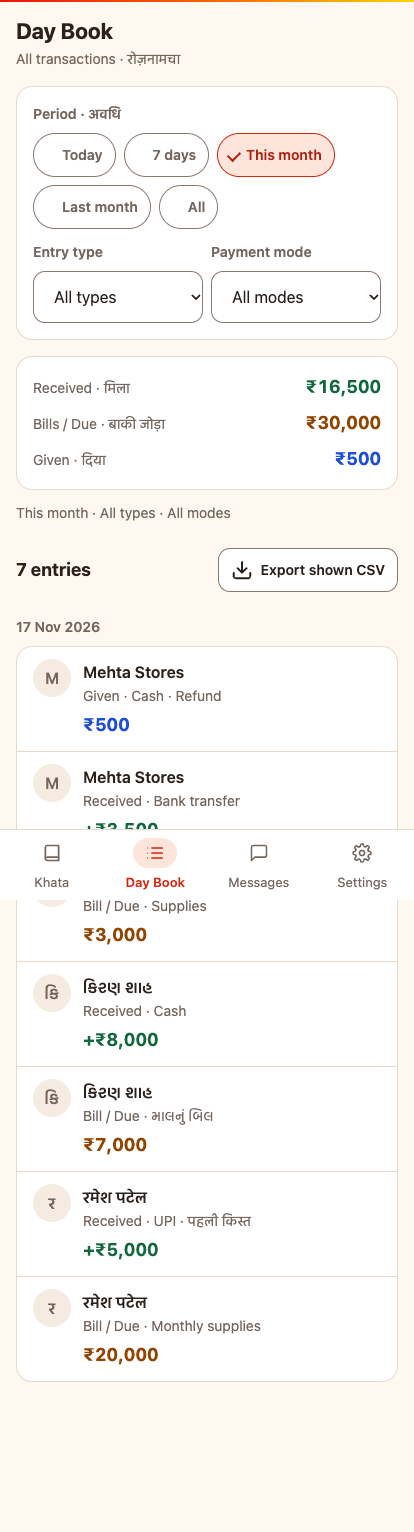 Day Book
All transactions · रोज़नामचा
Period · अवधि
Today
7 days
This month
Last month
All
Entry type
Payment mode
All types
All modes
Received · मिला
₹16,500
Bills / Due · बाकी जोड़ा
₹30,000
Given · दिया
₹500
This month · All types · All modes
7 entries
Export shown CSV
17 Nov 2026
M
Mehta Stores
Given · Cash · Refund
₹500
M
Mehta Stores
Received · Bank transfer
Khata
Day Book
Messages
Settings
Bill / Due · Supplies
₹3,000
કિ
કિરણ શાહ
Received · Cash
+₹8,000
કિ
કિરણ શાહ
Bill / Due · માલનું બિલ
₹7,000
र
रमेश पटेल
Received · UPI · पहली किस्त
+₹5,000
र
रमेश पटेल
Bill / Due · Monthly supplies
₹20,000